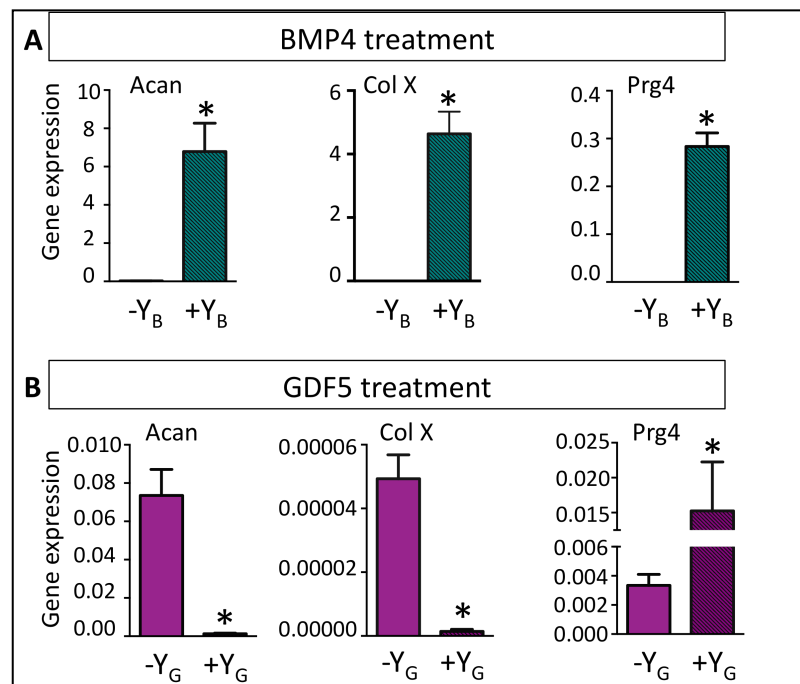 A
BMP4 treatment
Acan
Col X
Prg4
Gene expression
10
8
6
4
2
0
6
4
2
0
0.4
0.3
0.2
0.1
0.0
*
*
*
-YB
+YB
-YB
+YB
-YB
+YB
B
GDF5 treatment
Acan
Col X
Prg4
Gene expression
0.010
0.08
0.06
0.04
0.02
0.00
0.00006
0.00004
0.00002
0.00000
0.025
0.020
0.015
0.006
0.004
0.002
0.000
*
*
*
-YG
+YG
-YG
+YG
-YG
+YG